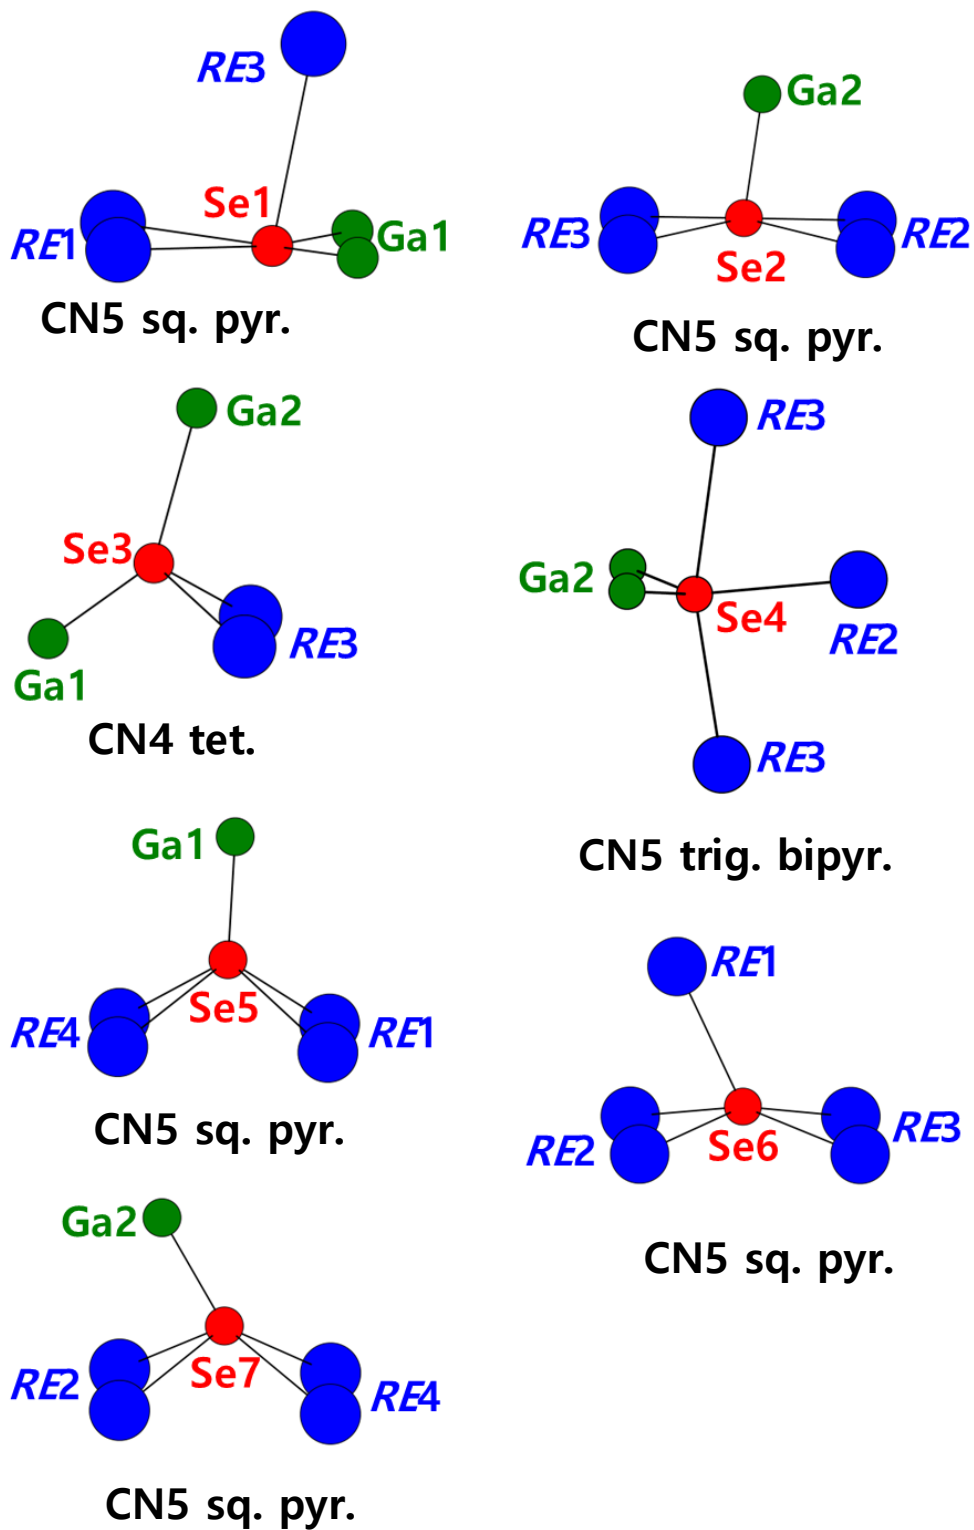 RE3
Se1
RE1
Ga1
CN5 sq. pyr.
Ga2
RE3
RE2
Se2
CN5 sq. pyr.
Ga2
Se3
RE3
Ga1
CN4 tet.
RE3
Ga2
Se4
RE2
RE3
CN5 trig. bipyr.
Ga1
Se5
RE4
RE1
CN5 sq. pyr.
RE1
RE3
RE2
Se6
CN5 sq. pyr.
Ga2
Se7
RE2
RE4
CN5 sq. pyr.